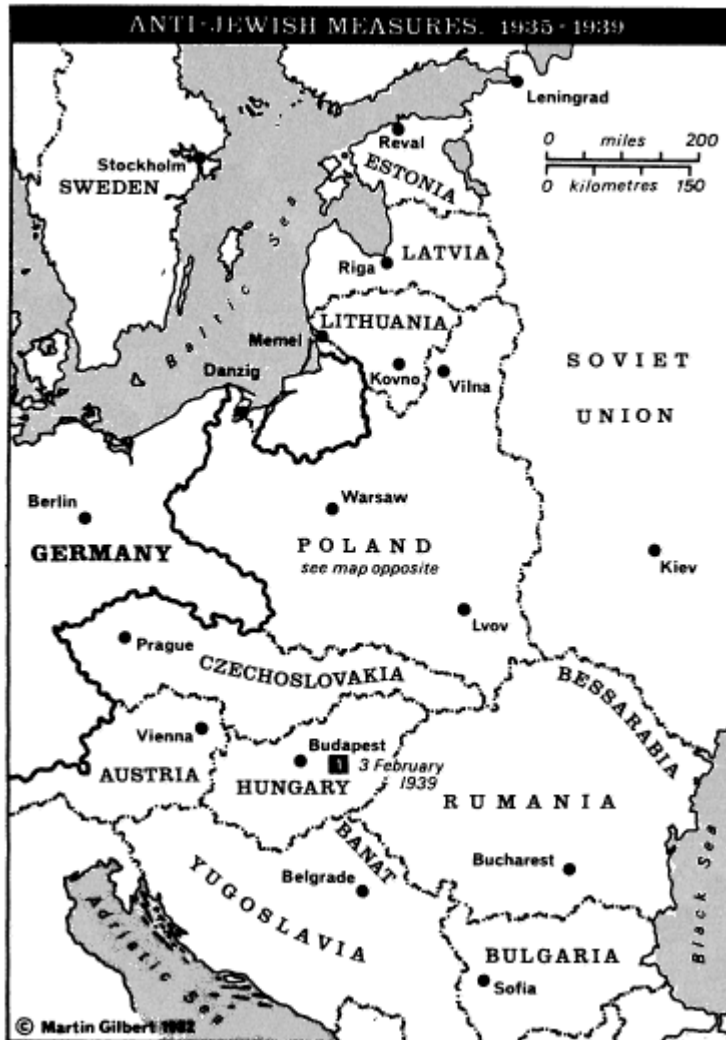 ANTI-JEWISH MEASURES. 1935-1939
Leningrad
Reval
ESTONIA
0 miles 200
0 kilometres 150
Stockholm
SWEDEN
Baltic Sea
Riga
LATVIA
LITHUANIA
Memel
Kovno
Vilna
Danzig
SOVIET
UNION
Berlin
GERMANY
Warsaw
POLAND
see map opposite
Kiev
Lvov
Prague
CZECHOSLOVAKIA
BESSARABIA
Vienna
AUSTRIA
Budapest
HUNGARY
1
3 February
1939
RUMANIA
BANAT
Bucharest
Belgrade
YUGOSLAVIA
Black Sea
Adriatic Sea
BULGARIA
Sofia
© Martin Gilbert 1982